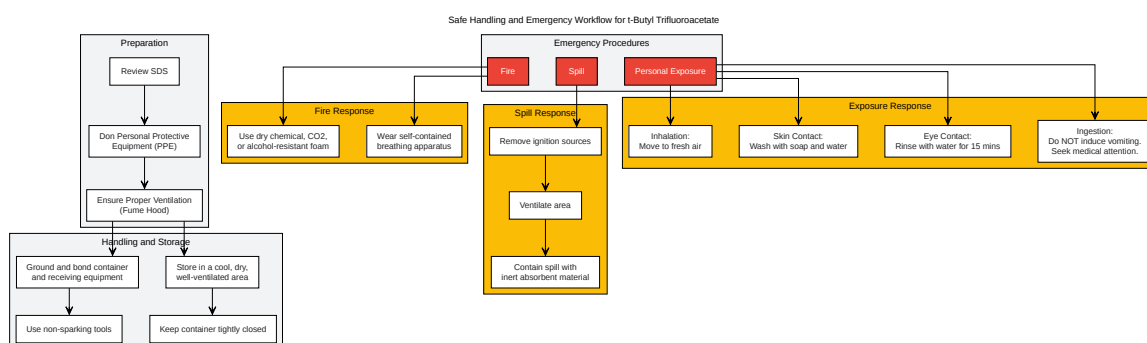 Safe Handling and Emergency Workflow for t-Butyl Trifluroacetate
Preparation
Review SDS
Don Personal Protective
Equipment (PPE)
Ensure Proper Ventilation
(Fume Hood)
Handling and Storage
Ground and bond container
and receiving equipment
Store in a cool, dry,
well-ventilated area
Use non-sparking tools
Keep container tightly closed
Emergency Procedures
Fire
Spill
Personal Exposure
Fire Response
Use dry chemical, CO2,
or alcohol-resistant foam
Wear self-contained
breathing apparatus
Spill Response
Remove ignition sources
Ventilate area
Contain spill with
inert absorbent material
Exposure Response
Inhalation:
Move to fresh air
Skin Contact:
Wash with soap and water
Eye Contact:
Rinse with water for 15 mins
Ingestion:
Do NOT induce vomiting.
Seek medical attention.